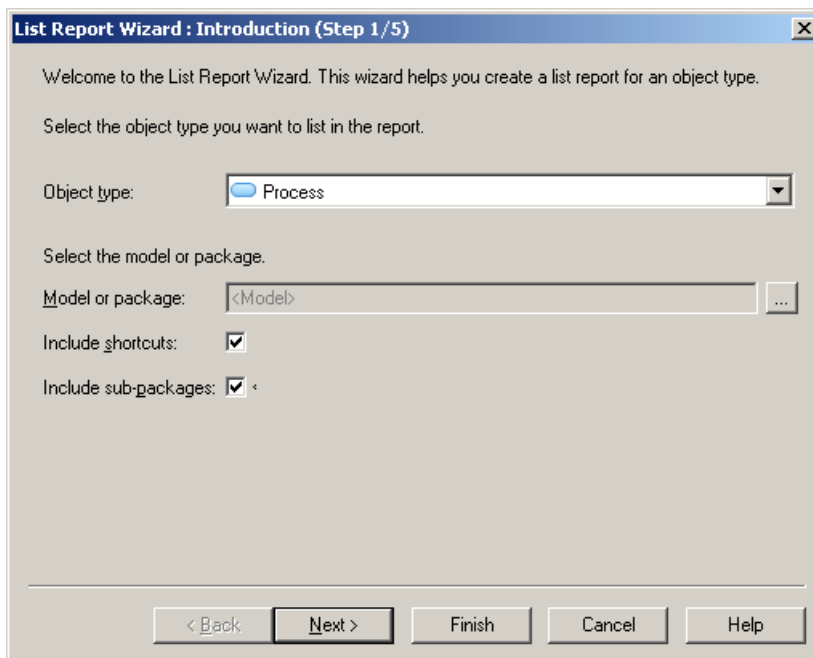 List Report Wizard : Introduction (Step 1/5)
Welcome to the List Report Wizard. This wizard helps you create a list report for an object type.
Select the object type you want to list in the report.
Object type: Process
Select the model or package.
Model or package: <Model> ...
Include shortcuts:
Include sub-packages:
< Back Next > Finish Cancel Help